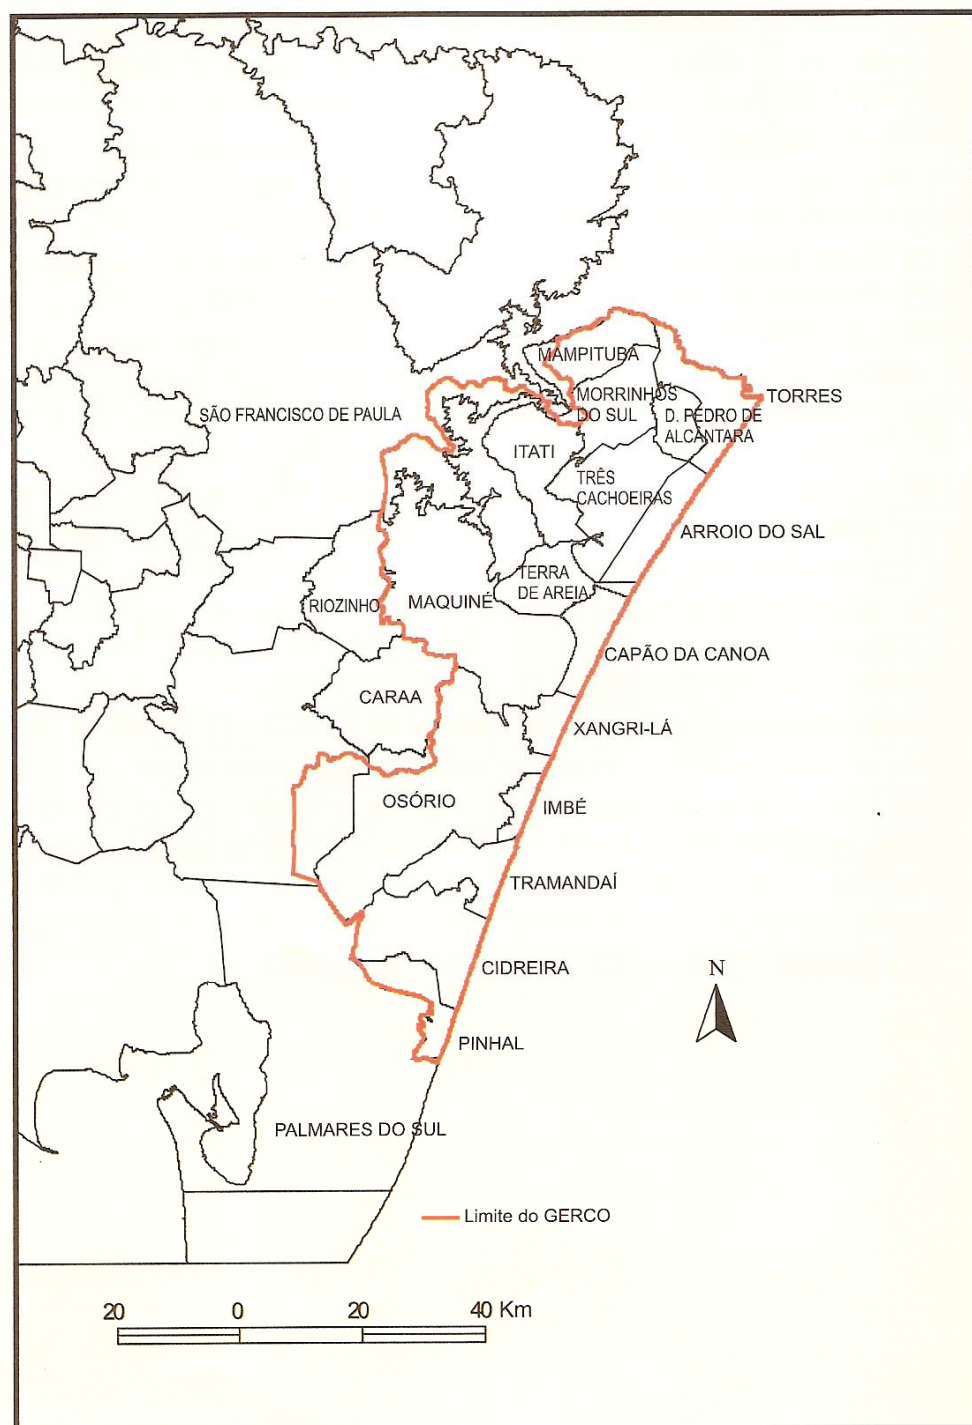 MAMPITUBA
TORRES
MORRINHOS
DO SUL
SÃO FRANCISCO DE PAULA
D. PEDRO DE
ALCANTARA
ITATI
TRÊS
CACHOEIRAS
ARROIO DO SAL
TERRA
DE AREIA
RIOZINHO
MAQUINÉ
CAPÃO DA CANOA
CARAA
XANGRI-LÁ
OSÓRIO
IMBÉ
TRAMANDAÍ
CIDREIRA
N
PINHAL
PALMARES DO SUL
Limite do GERCO
20 0 20 40 Km